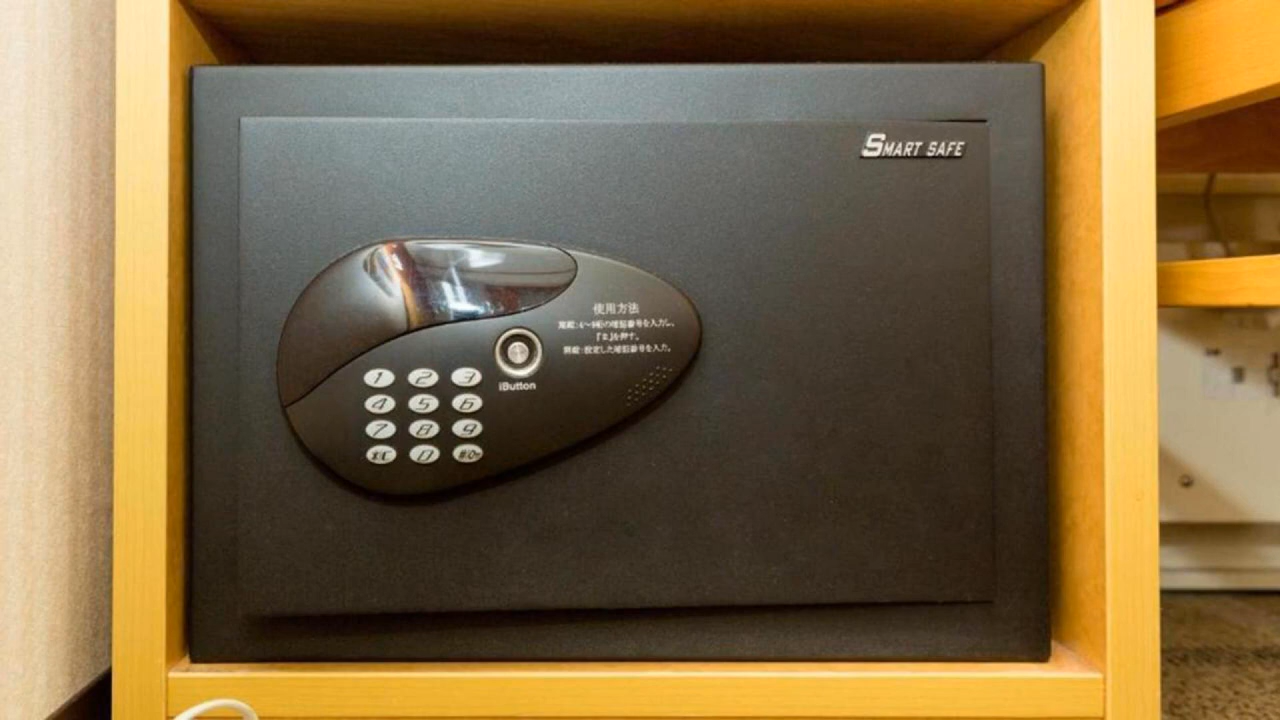 SMART SAFE
使用方法
施錠:4〜6桁の暗証番号を入力し、
『#』を押す。
開錠:設定した暗証番号を入力。
iButton
1 2 3
4 5 6
7 8 9
*/C 0 #/